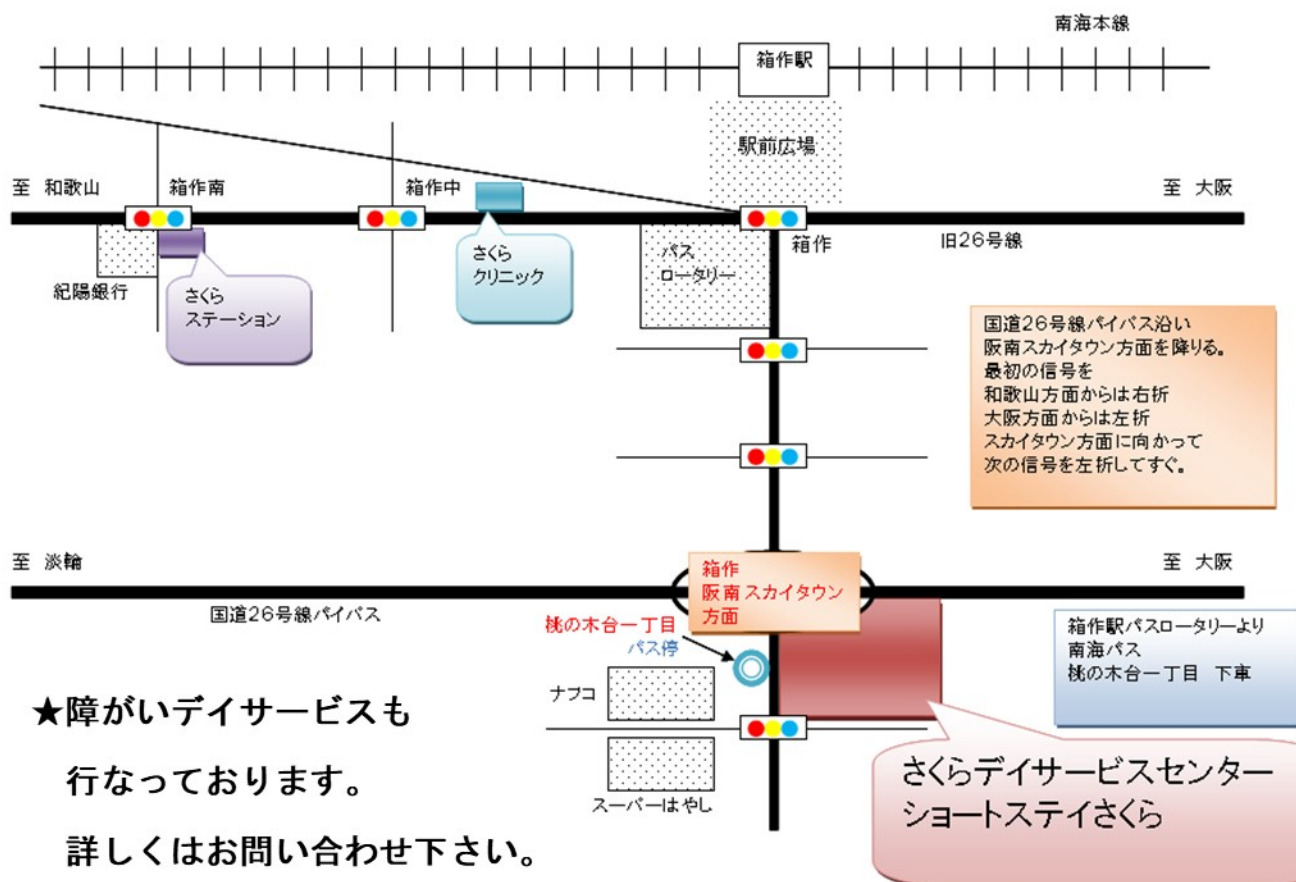 南海本線
箱作駅
駅前広場
至 和歌山
箱作南
箱作中
至 大阪
箱作
旧26号線
紀陽銀行
さくら
ステーション
さくら
クリニック
バス
ロータリー
国道26号線バイパス沿い
阪南スカイタウン方面を降りる。
最初の信号を
和歌山方面からは右折
大阪方面からは左折
スカイタウン方面に向かって
次の信号を左折してすぐ。
至 淡輪
至 大阪
国道26号線バイパス
箱作
阪南スカイタウン
方面
桃の木台一丁目
バス停
箱作駅バスロータリーより
南海バス
桃の木台一丁目 下車
ナフコ
スーパーはやし
さくらデイサービスセンター
ショートステイさくら
★障がいデイサービスも
行なっております。
詳しくはお問い合わせ下さい。